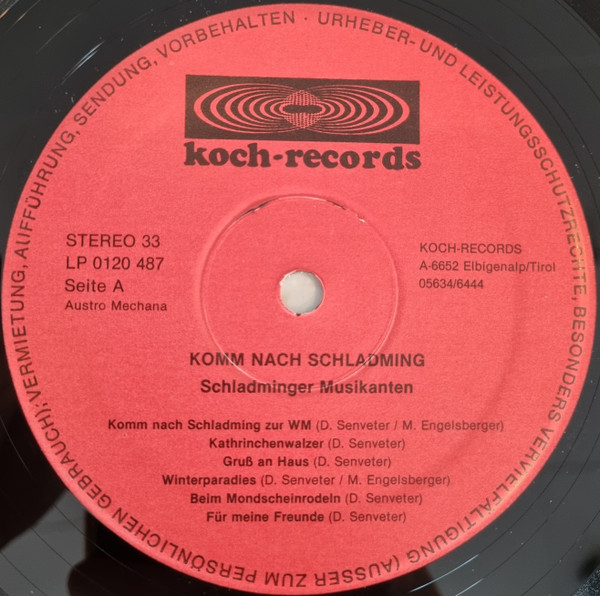 URHEBER- UND LEISTUNGSSCHUTZRECHTE, BESONDERS VERVIELFÄLTIGUNG (AUSSER ZUM PERSÖNLICHEN GEBRAUCH); VERMIETUNG, AUFFÜHRUNG, SENDUNG, VORBEHALTEN ·
koch-records
STEREO 33
LP 0120 487
Seite A
Austro Mechana
KOCH-RECORDS
A-6652 Elbigenalp/Tirol
05634/6444
KOMM NACH SCHLADMING
Schladminger Musikanten
Komm nach Schladming zur WM (D. Senveter / M. Engelsberger)
Kathrinchenwalzer (D. Senveter)
Gruß an Haus (D. Senveter)
Winterparadies (D. Senveter / M. Engelsberger)
Beim Mondscheinrodeln (D. Senveter)
Für meine Freunde (D. Senveter)